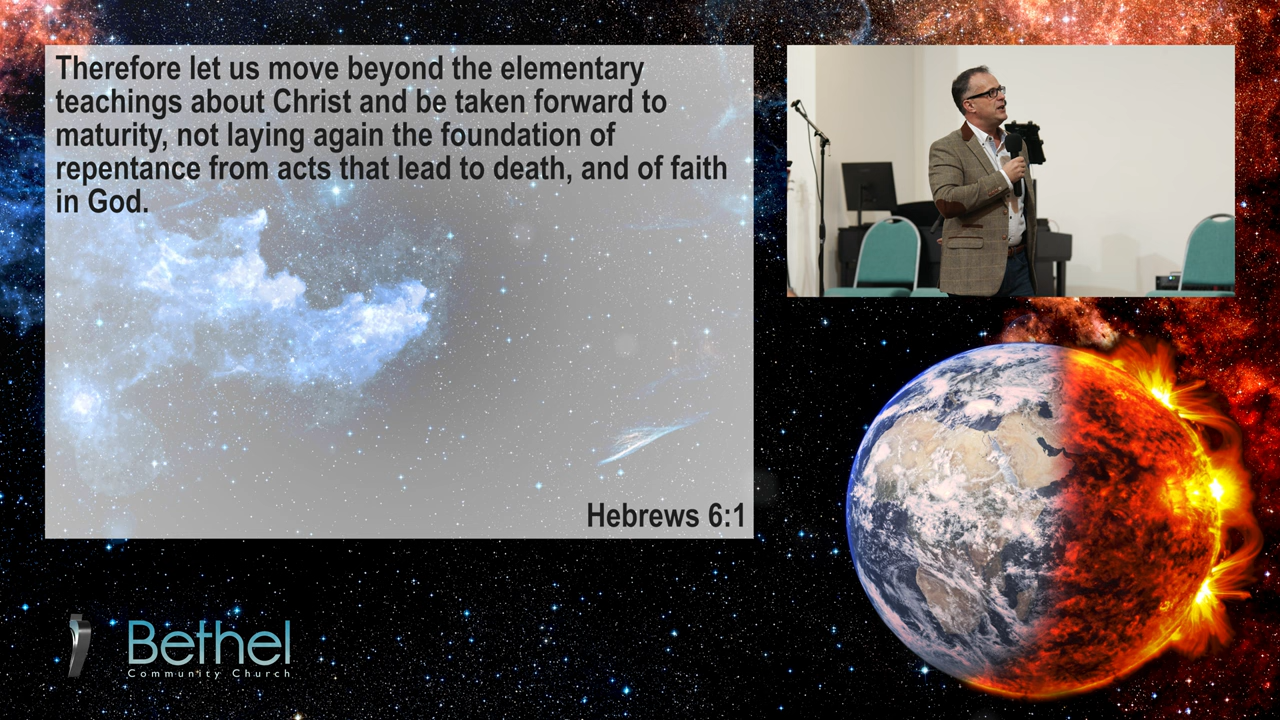 Therefore let us move beyond the elementary
teachings about Christ and be taken forward to
maturity, not laying again the foundation of
repentance from acts that lead to death, and of faith
in God.
Hebrews 6:1
Bethel
Community Church